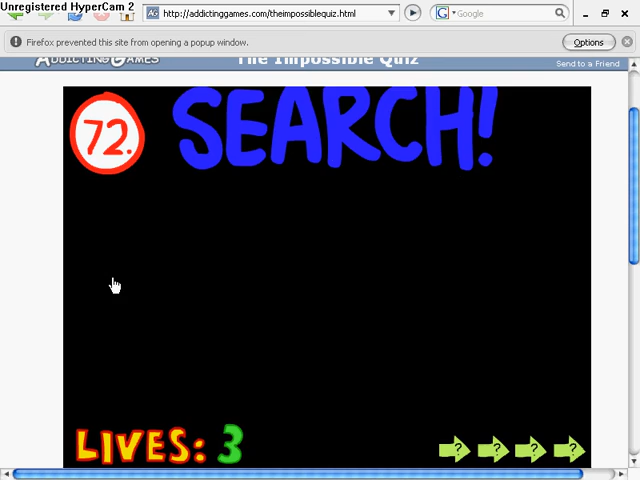 Unregistered HyperCam 2
http://addictinggames.com/theimpossiblequiz.html
Google
Firefox prevented this site from opening a popup window.
Options
ADDICTINGGAMES
The Impossible Quiz
Send to a Friend
72.
SEARCH!
LIVES: 3
? ? ? ?